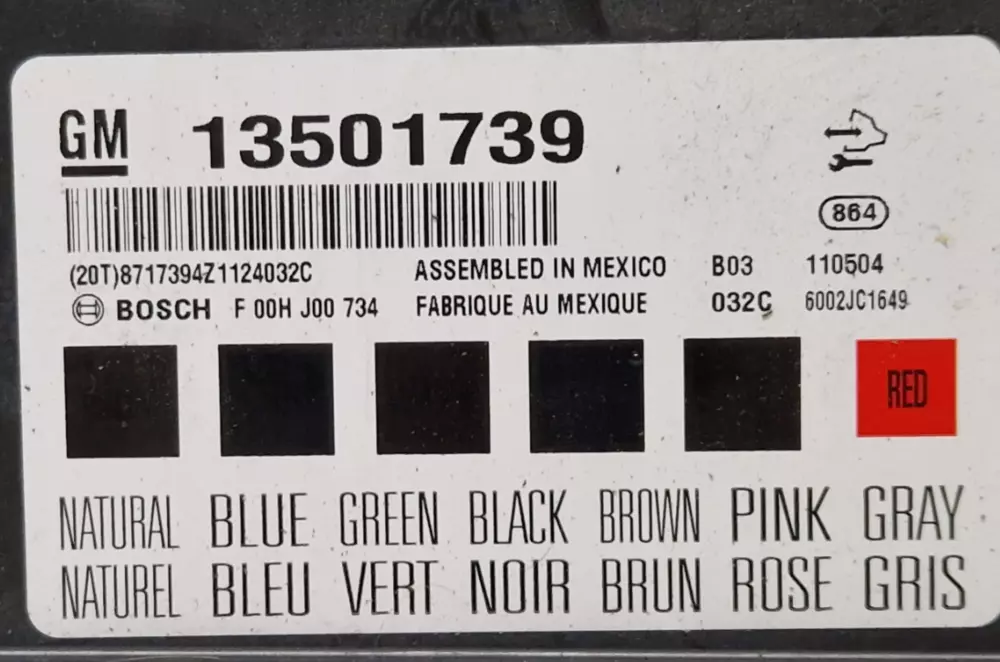 GM 13501739
864
(20T)8717394Z1124032C ASSEMBLED IN MEXICO B03 110504
BOSCH F 00H J00 734 FABRIQUE AU MEXIQUE 032C 6002JC1649
RED
NATURAL BLUE GREEN BLACK BROWN PINK GRAY
NATUREL BLEU VERT NOIR BRUN ROSE GRIS